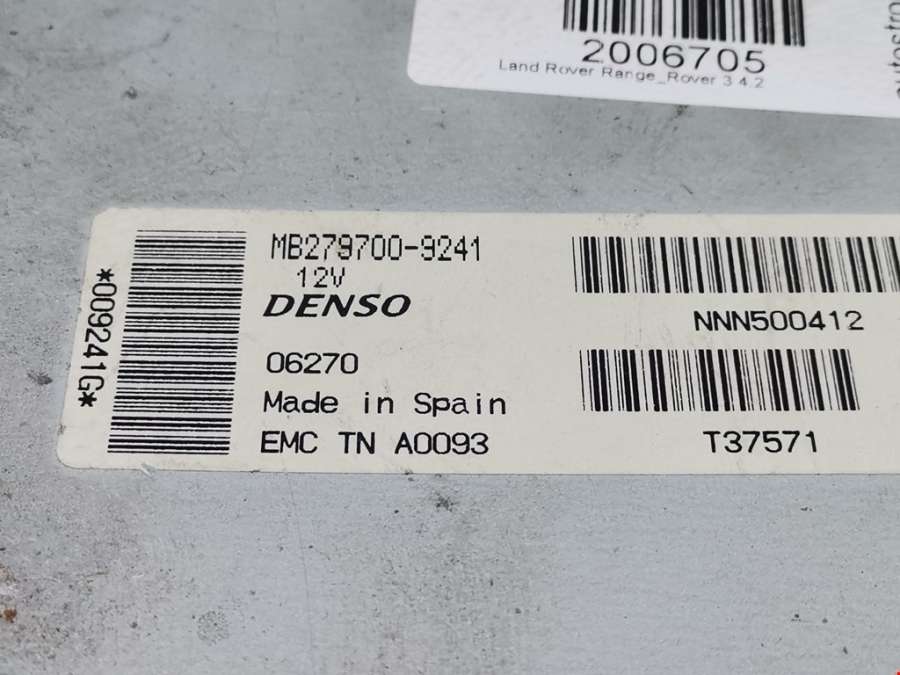 2006705
Land Rover Range_Rover 3 4.2
MB279700-9241
12V
DENSO
06270
Made in Spain
EMC TN A0093
*009241G*
NNN500412
T37571